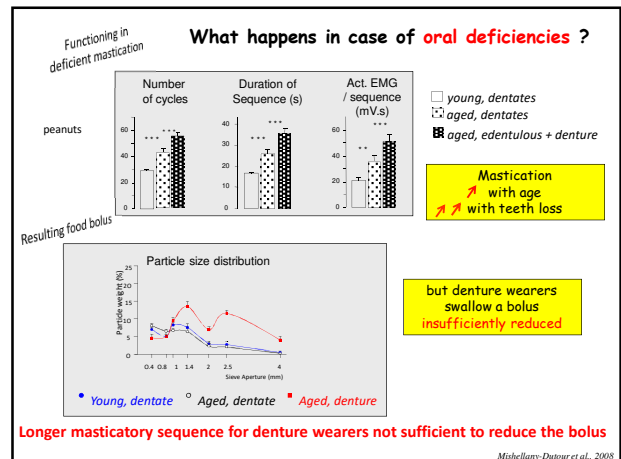 Functioning in
deficient mastication
What happens in case of oral deficiencies ?
Number
of cycles
Duration of
Sequence (s)
Act. EMG
/ sequence
(mV.s)
peanuts
60
40
20
0
***
***
40
30
20
10
0
***
***
60
40
20
0
**
***
young, dentates
aged, dentates
aged, edentulous + denture
Mastication
with age
with teeth loss
Resulting food bolus
Particle size distribution
Particle weight (%)
25
20
15
10
5
0
0.4 0.8 1 1.4 2 2.5 4
Sieve Aperture (mm)
Young, dentate Aged, dentate Aged, denture
but denture wearers
swallow a bolus
insufficiently reduced
Longer masticatory sequence for denture wearers not sufficient to reduce the bolus
Mishellany-Dutour et al., 2008